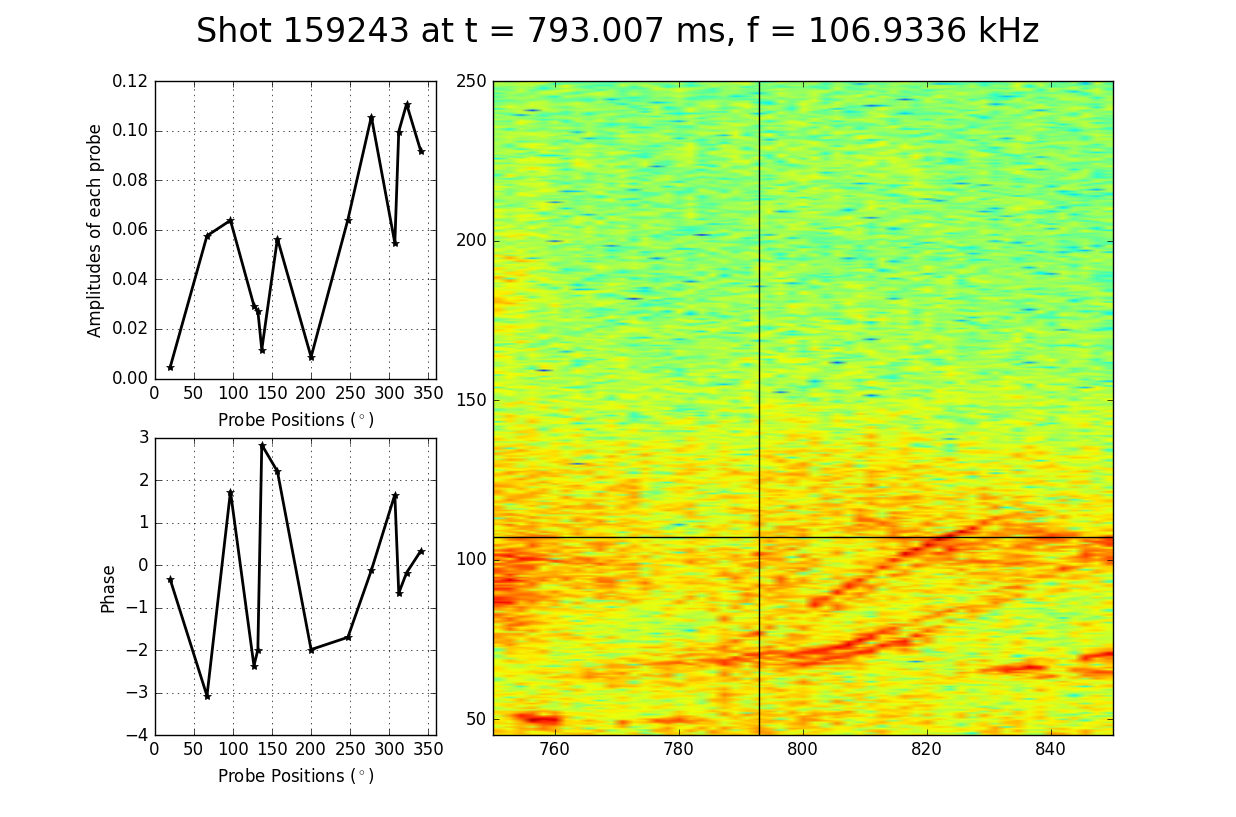 Shot 159243 at t = 793.007 ms, f = 106.9336 kHz
0.12
0.10
0.08
0.06
0.04
0.02
0.00
Amplitudes of each probe
0 50 100 150 200 250 300 350
Probe Positions (°)
3
2
1
0
−1
−2
−3
−4
Phase
0 50 100 150 200 250 300 350
Probe Positions (°)
250
200
150
100
50
760 780 800 820 840